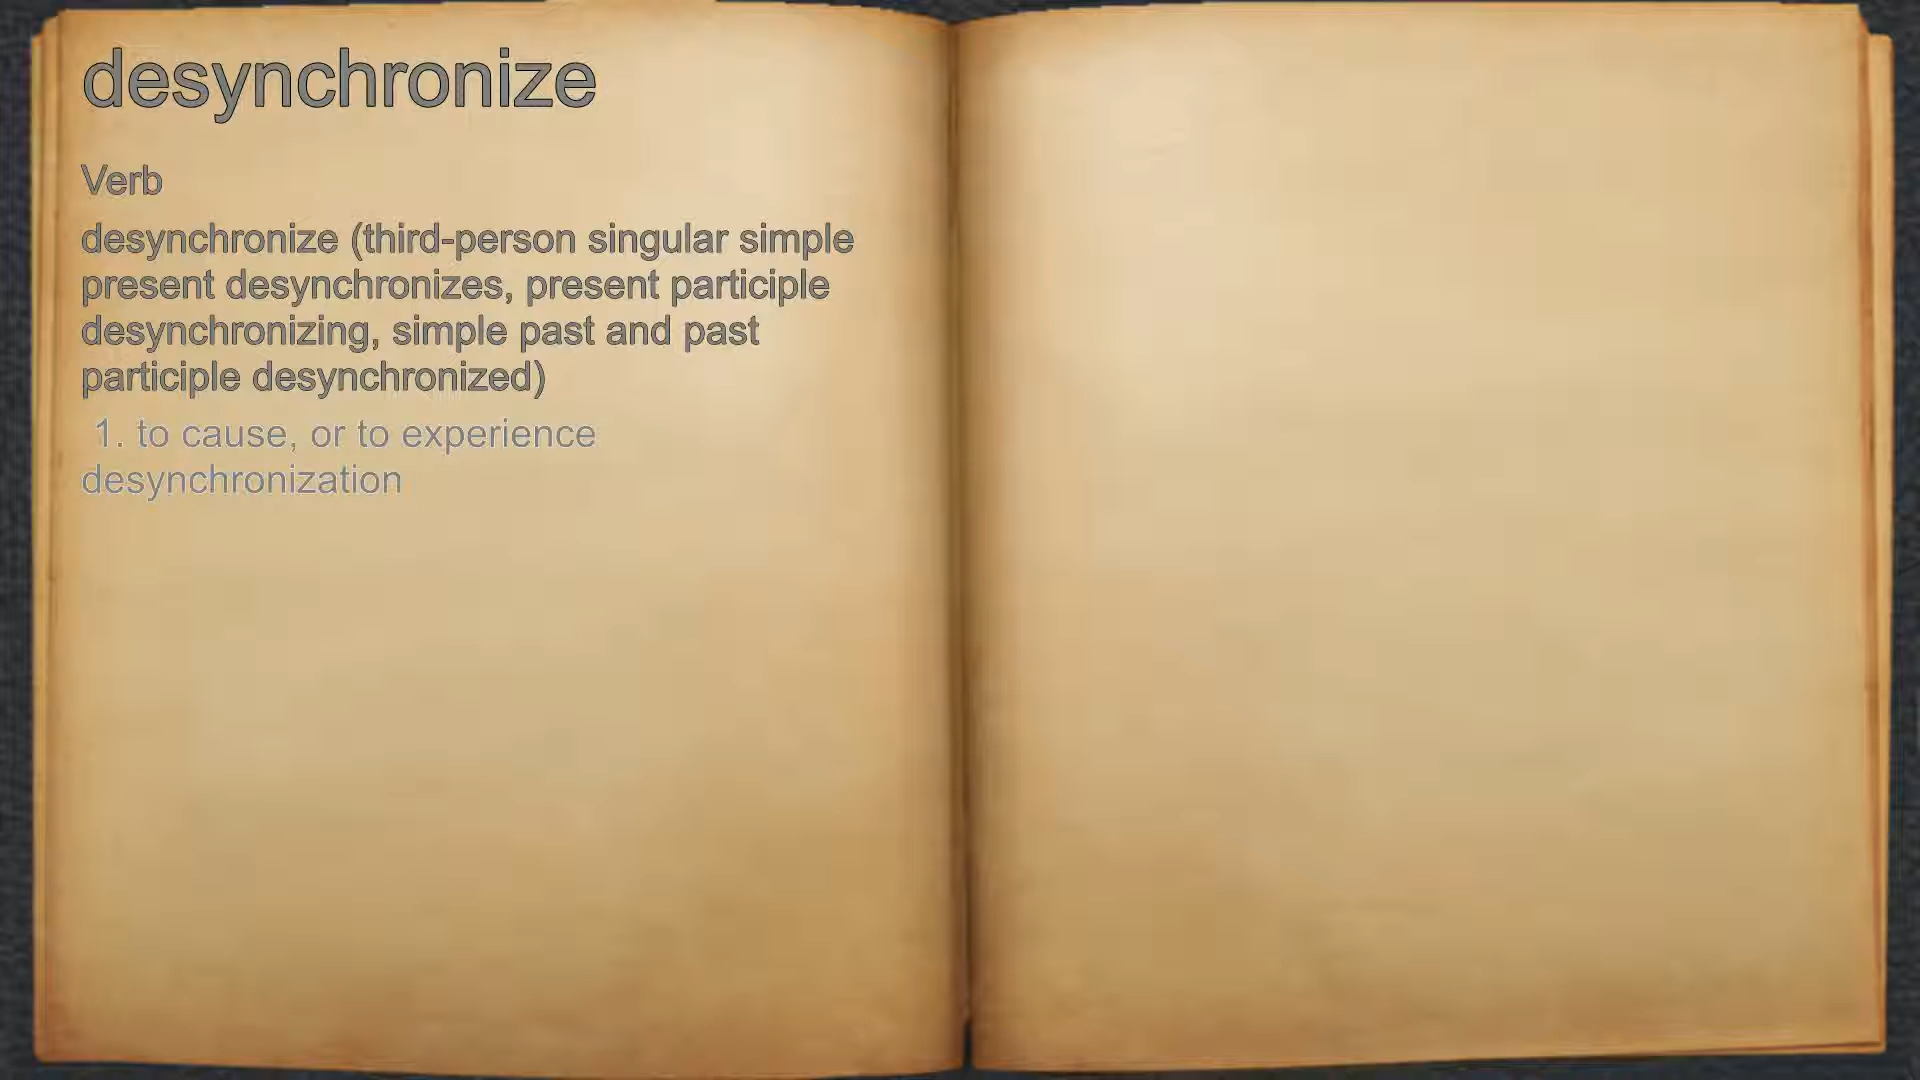 desynchronize
Verb
desynchronize (third-person singular simple
present desynchronizes, present participle
desynchronizing, simple past and past
participle desynchronized)
1. to cause, or to experience
desynchronization